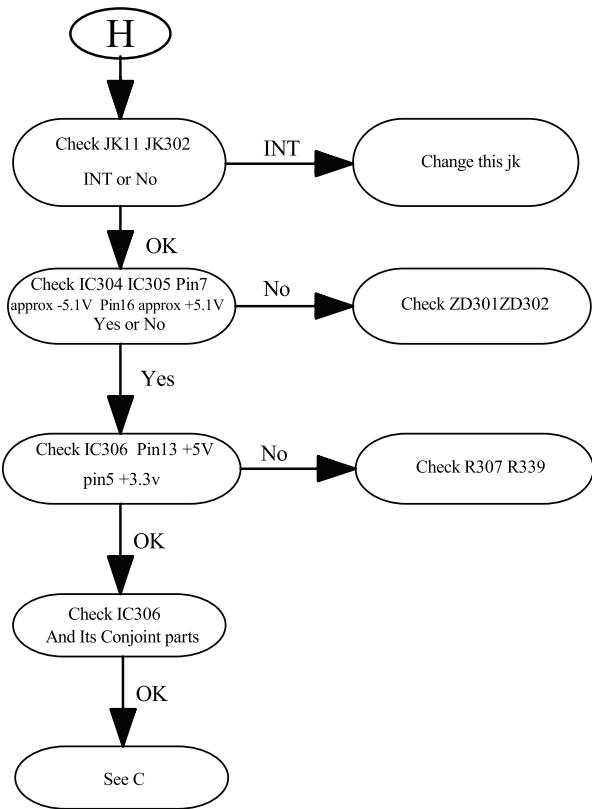 H
Check JK11 JK302
INT or No
INT
Change this jk
OK
Check IC304 IC305 Pin7
approx -5.1V Pin16 approx +5.1V
Yes or No
No
Check ZD301ZD302
Yes
Check IC306 Pin13 +5V
pin5 +3.3v
No
Check R307 R339
OK
Check IC306
And Its Conjoint parts
OK
See C